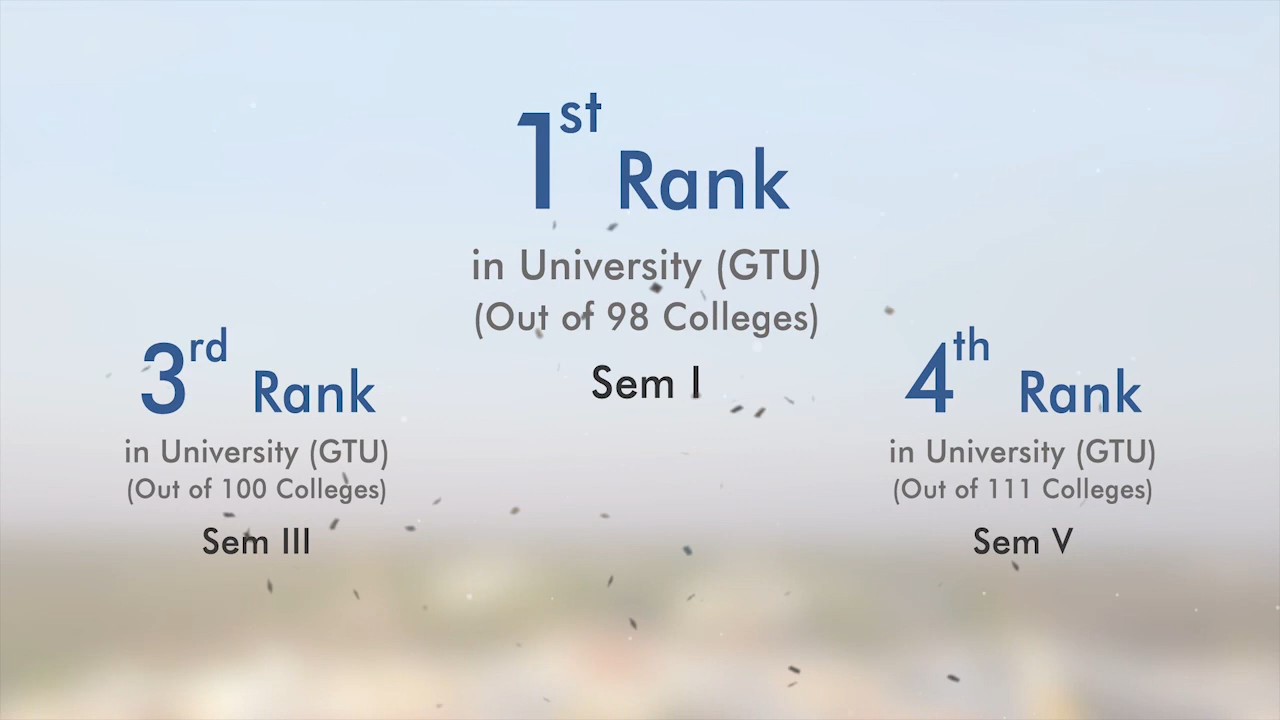 1st Rank
in University (GTU)
(Out of 98 Colleges)
Sem I
3rd Rank
in University (GTU)
(Out of 100 Colleges)
Sem III
4th Rank
in University (GTU)
(Out of 111 Colleges)
Sem V